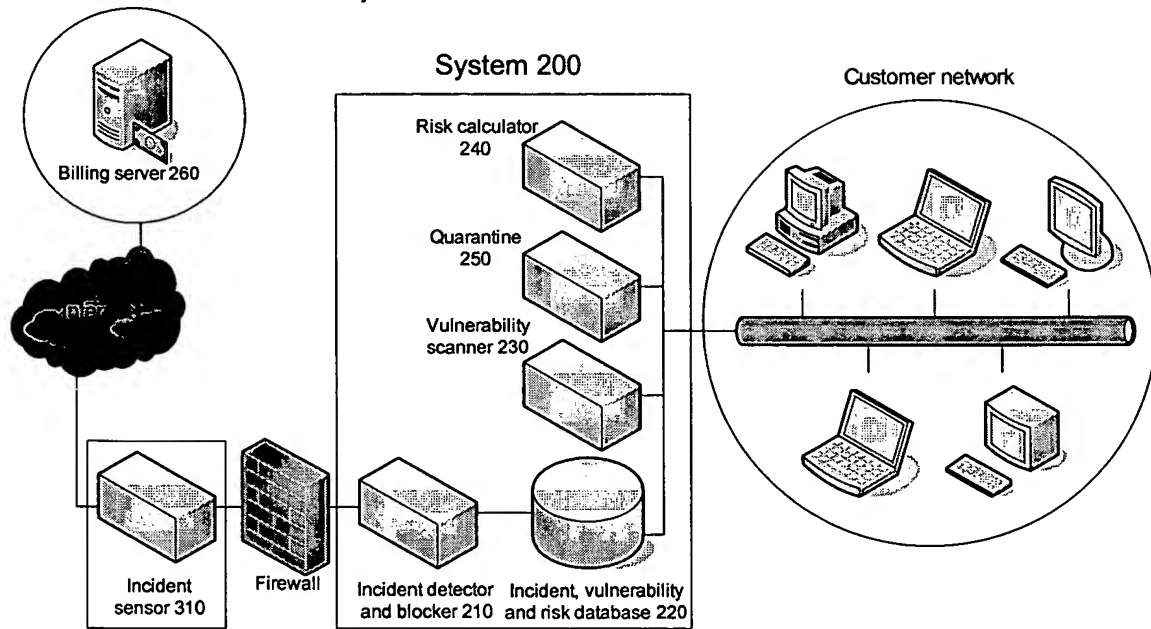 System 200
Customer network
Risk calculator
240
Billing server 260
Quarantine
250
Vulnerability
scanner 230
Incident
sensor 310
Firewall
Incident detector
and blocker 210
Incident, vulnerability
and risk database 220